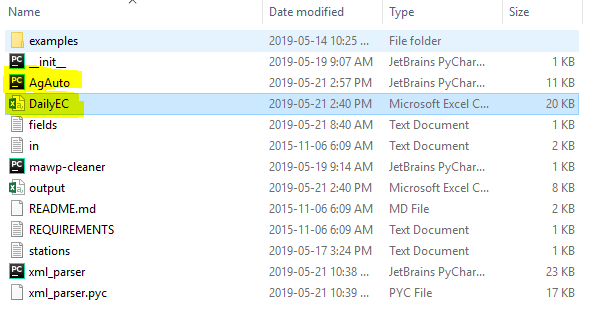 Name Date modified Type Size
examples 2019-05-14 10:25 ... File folder
__init__ 2019-05-19 9:07 AM JetBrains PyChar... 1 KB
AgAuto 2019-05-21 2:57 PM JetBrains PyChar... 11 KB
DailyEC 2019-05-21 2:40 PM Microsoft Excel C... 20 KB
fields 2019-05-21 8:40 AM Text Document 1 KB
in 2015-11-06 6:09 AM Text Document 2 KB
mawp-cleaner 2019-05-19 9:14 AM JetBrains PyChar... 1 KB
output 2019-05-21 2:40 PM Microsoft Excel C... 8 KB
README.md 2015-11-06 6:09 AM MD File 2 KB
REQUIREMENTS 2015-11-06 6:09 AM Text Document 1 KB
stations 2019-05-17 3:24 PM Text Document 1 KB
xml_parser 2019-05-21 10:38 ... JetBrains PyChar... 23 KB
xml_parser.pyc 2019-05-21 10:39 ... PYC File 17 KB